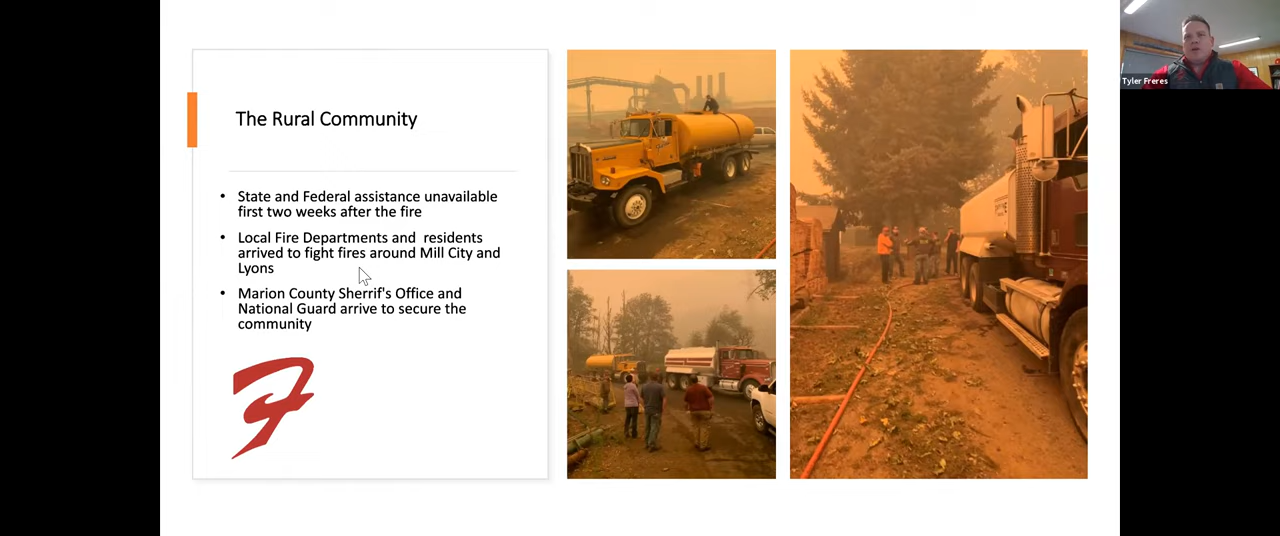 The Rural Community
• State and Federal assistance unavailable
first two weeks after the fire
• Local Fire Departments and residents
arrived to fight fires around Mill City and
Lyons
• Marion County Sherrif's Office and
National Guard arrive to secure the
community
Tyler Freres